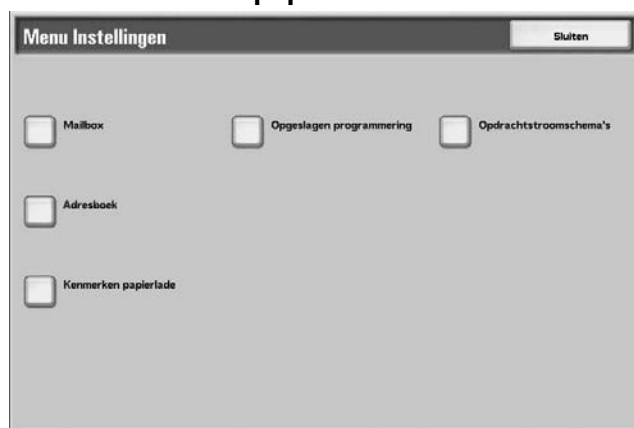 Menu Instellingen
Sluiten
Mailbox
Opgeslagen programmering
Opdrachtstroomschema's
Adresboek
Kenmerken papierlade